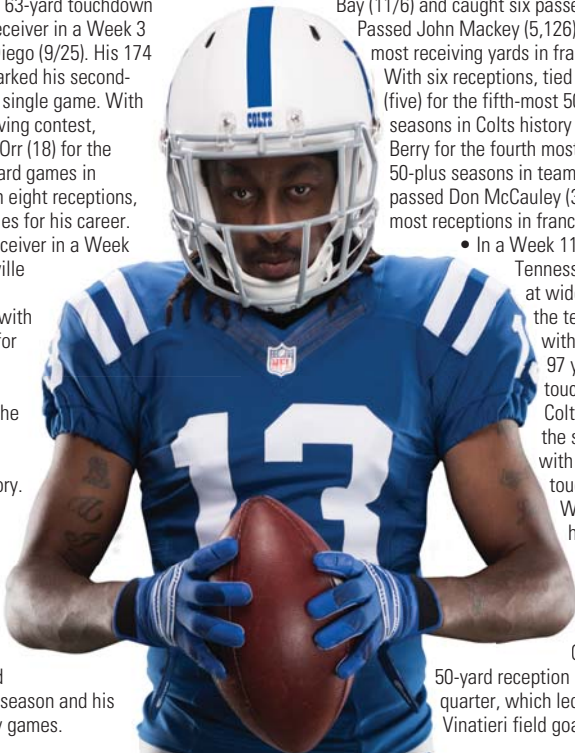 63-yard touchdown
eceiver in a Week 3
iego (9/25). His 174
arked his second-
single game. With
ving contest,
Orr (18) for the
ard games in
n eight receptions,
es for his career.
ceiver in a Week
ville
with
for
he
ory.
d
season and his
y games.
Bay (11/6) and caught six passe
Passed John Mackey (5,126)
most receiving yards in fra
With six receptions, tied
(five) for the fifth-most 50
seasons in Colts history
Berry for the fourth most
50-plus seasons in team
passed Don McCauley (3
most receptions in franc
• In a Week 11
Tenness
at wide
the te
with
97 y
touc
Colt
the s
with
touc
W
h
C
50-yard reception
quarter, which led
Vinatieri field goa
COLTS
NFL
13